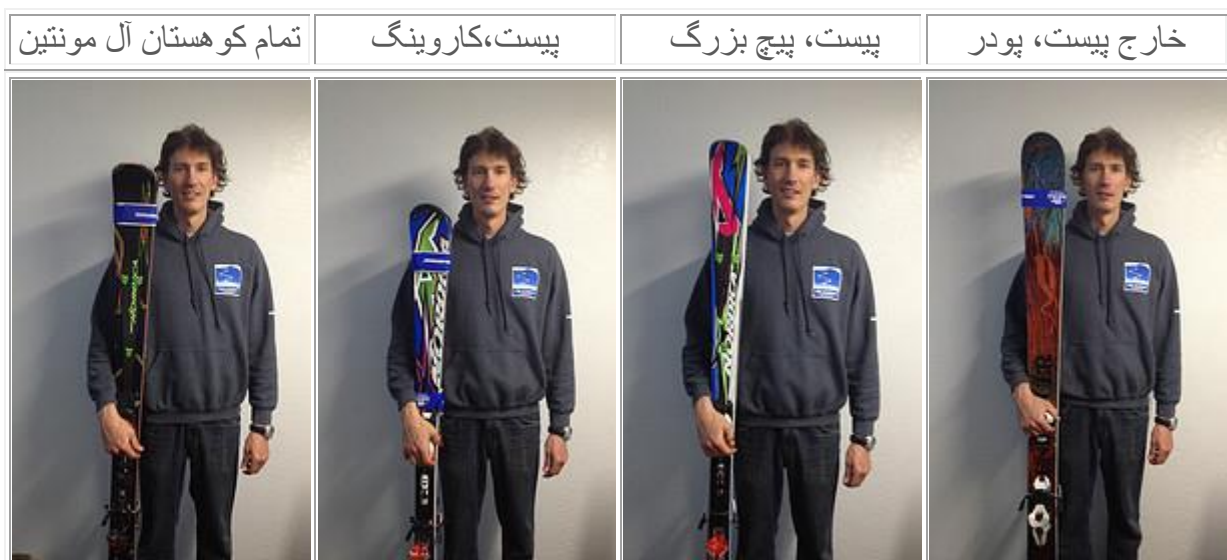 خارج پیست، پودر
پیست، پیچ بزرگ
پیست،کاروینگ
تمام کوهستان آل مونتین